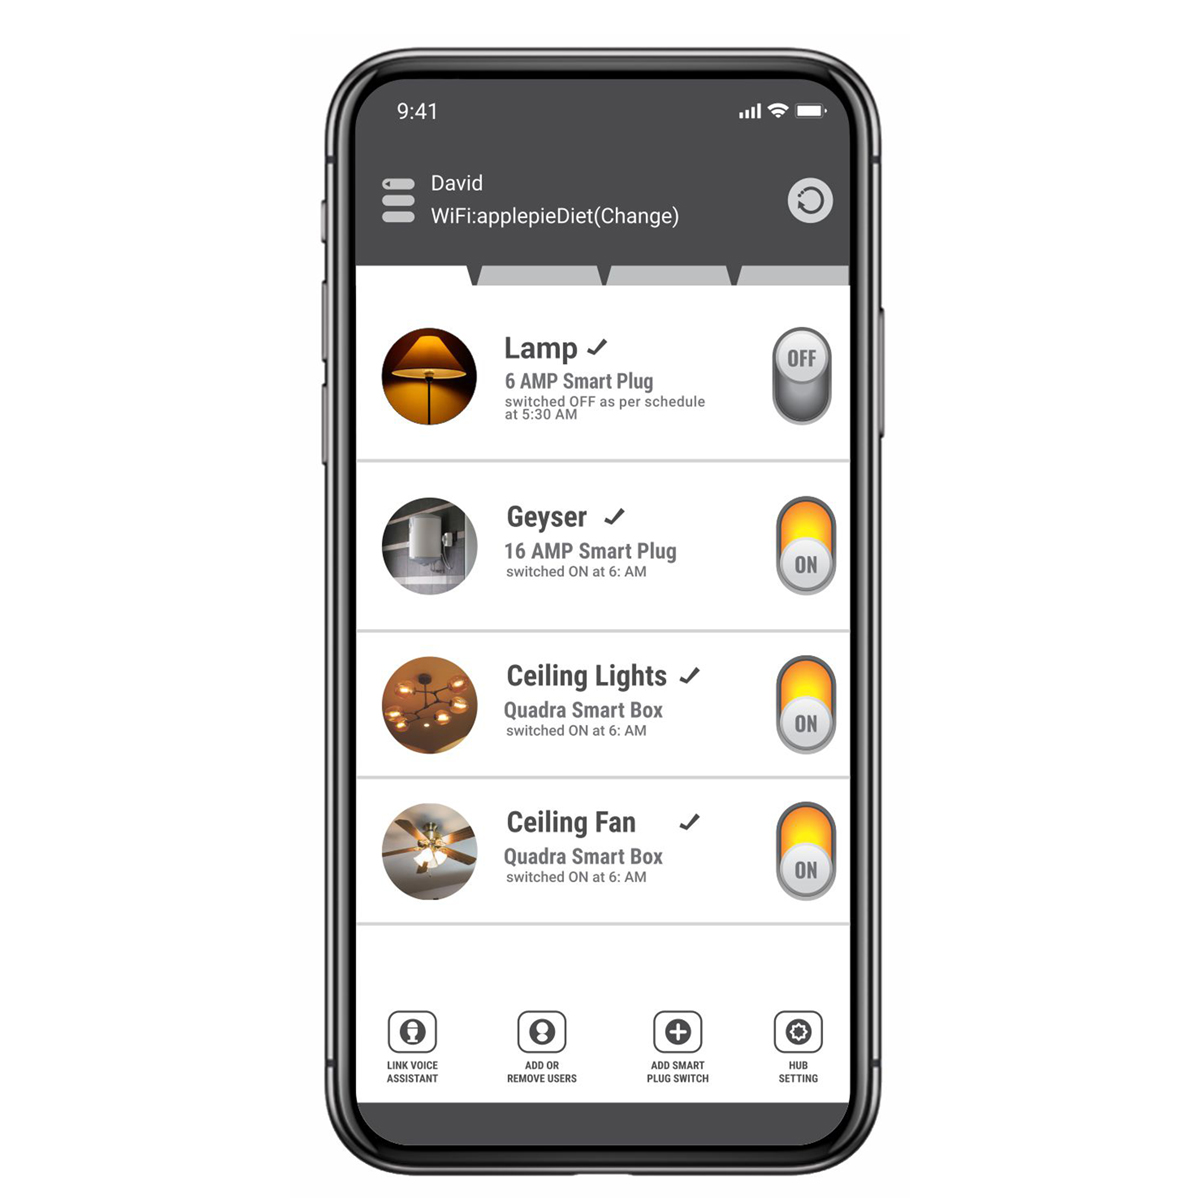 9:41
David
WiFi:applepieDiet(Change)
Lamp
6 AMP Smart Plug
switched OFF as per schedule
at 5:30 AM
OFF
Geyser
16 AMP Smart Plug
switched ON at 6: AM
ON
Ceiling Lights
Quadra Smart Box
switched ON at 6: AM
ON
Ceiling Fan
Quadra Smart Box
switched ON at 6: AM
ON
LINK VOICE
ASSISTANT
ADD OR
REMOVE USERS
ADD SMART
PLUG SWITCH
HUB
SETTING